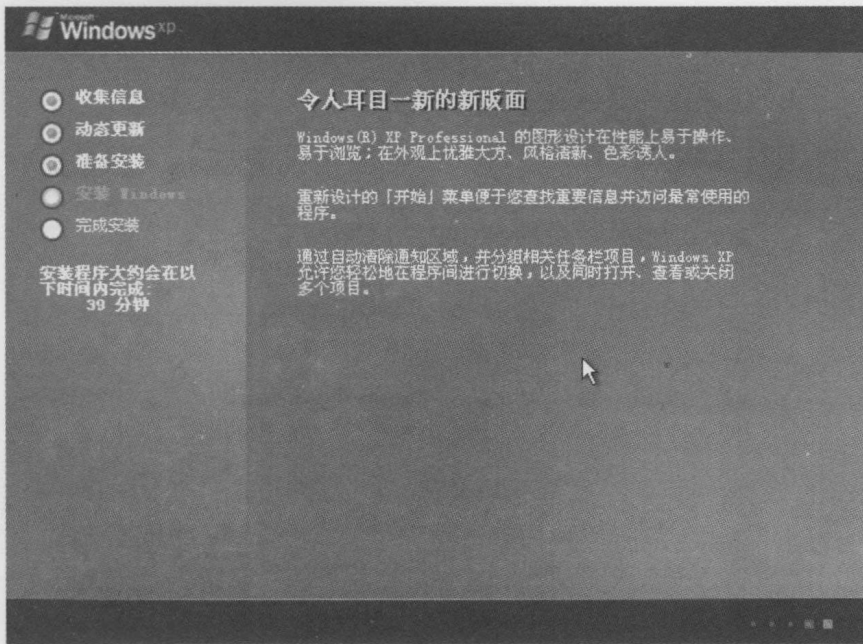 Microsoft
Windows xp
收集信息
动态更新
准备安装
安装 Windows
完成安装
安装程序大约会在以
下时间内完成:
39 分钟
令人耳目一新的新版面
Windows(R) XP Professional 的图形设计在性能上易于操作、
易于浏览；在外观上优雅大方、风格清新、色彩诱人。
重新设计的「开始」菜单便于您查找重要信息并访问最常使用的
程序。
通过自动清除通知区域，并分组相关任务栏项目，Windows XP
允许您轻松地在程序间进行切换，以及同时打开、查看或关闭
多个项目。